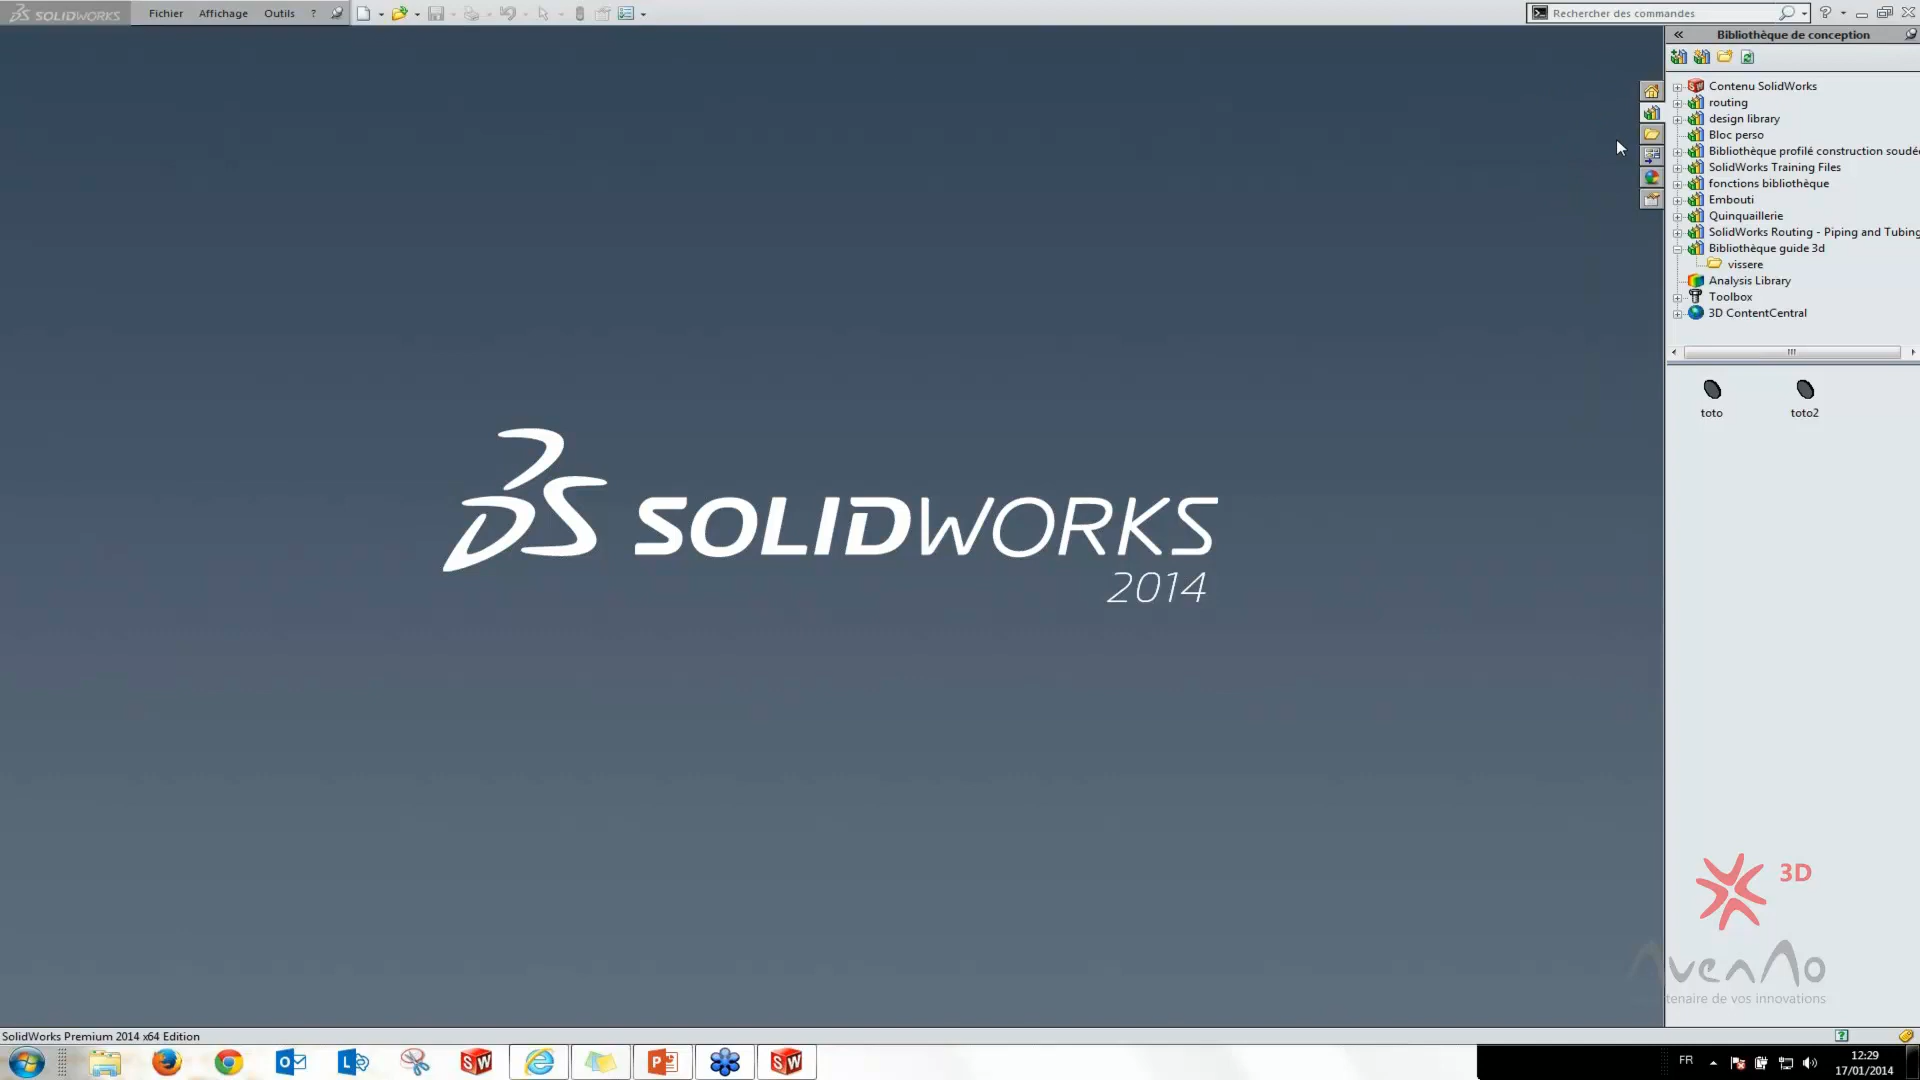 SOLIDWORKS Fichier Affichage Outils ? Rechercher des commandes ?
Bibliothèque de conception
Contenu SolidWorks
routing
design library
Bloc perso
Bibliothèque profilé construction soudé
SolidWorks Training Files
fonctions bibliothèque
Embouti
Quinquaillerie
SolidWorks Routing - Piping and Tubing
Bibliothèque guide 3d
vissere
Analysis Library
Toolbox
3D ContentCentral
toto toto2
SOLIDWORKS
2014
3D
AvenAo
tenaire de vos innovations
SolidWorks Premium 2014 x64 Edition
FR
12:29
17/01/2014